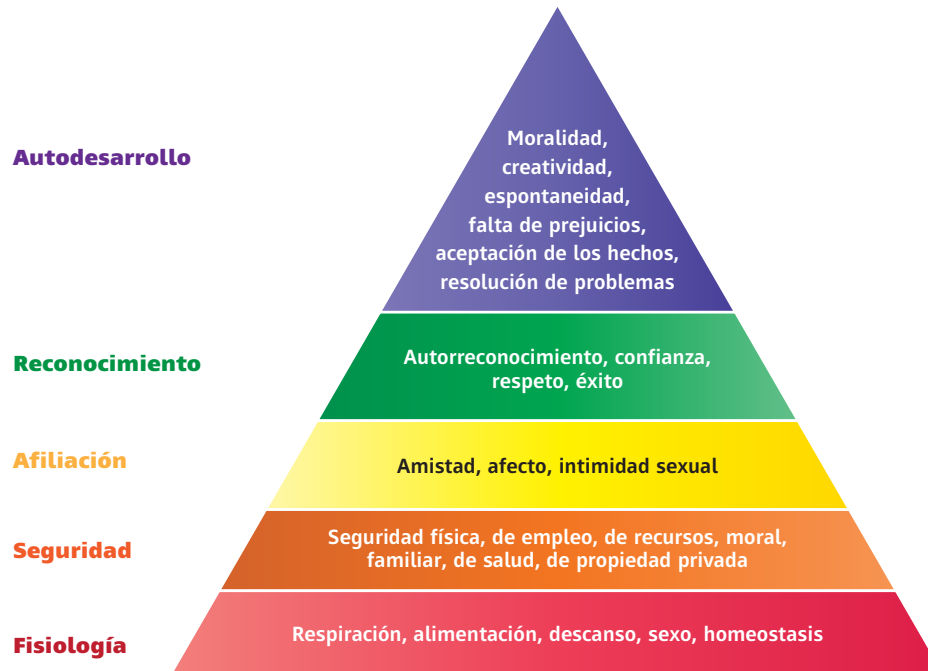 Autodesarrollo
Moralidad,
creatividad,
espontaneidad,
falta de prejuicios,
aceptación de los hechos,
resolución de problemas
Reconocimiento
Autorreconocimiento, confianza,
respeto, éxito
Afiliación
Amistad, afecto, intimidad sexual
Seguridad
Seguridad física, de empleo, de recursos, moral,
familiar, de salud, de propiedad privada
Fisiología
Respiración, alimentación, descanso, sexo, homeostasis